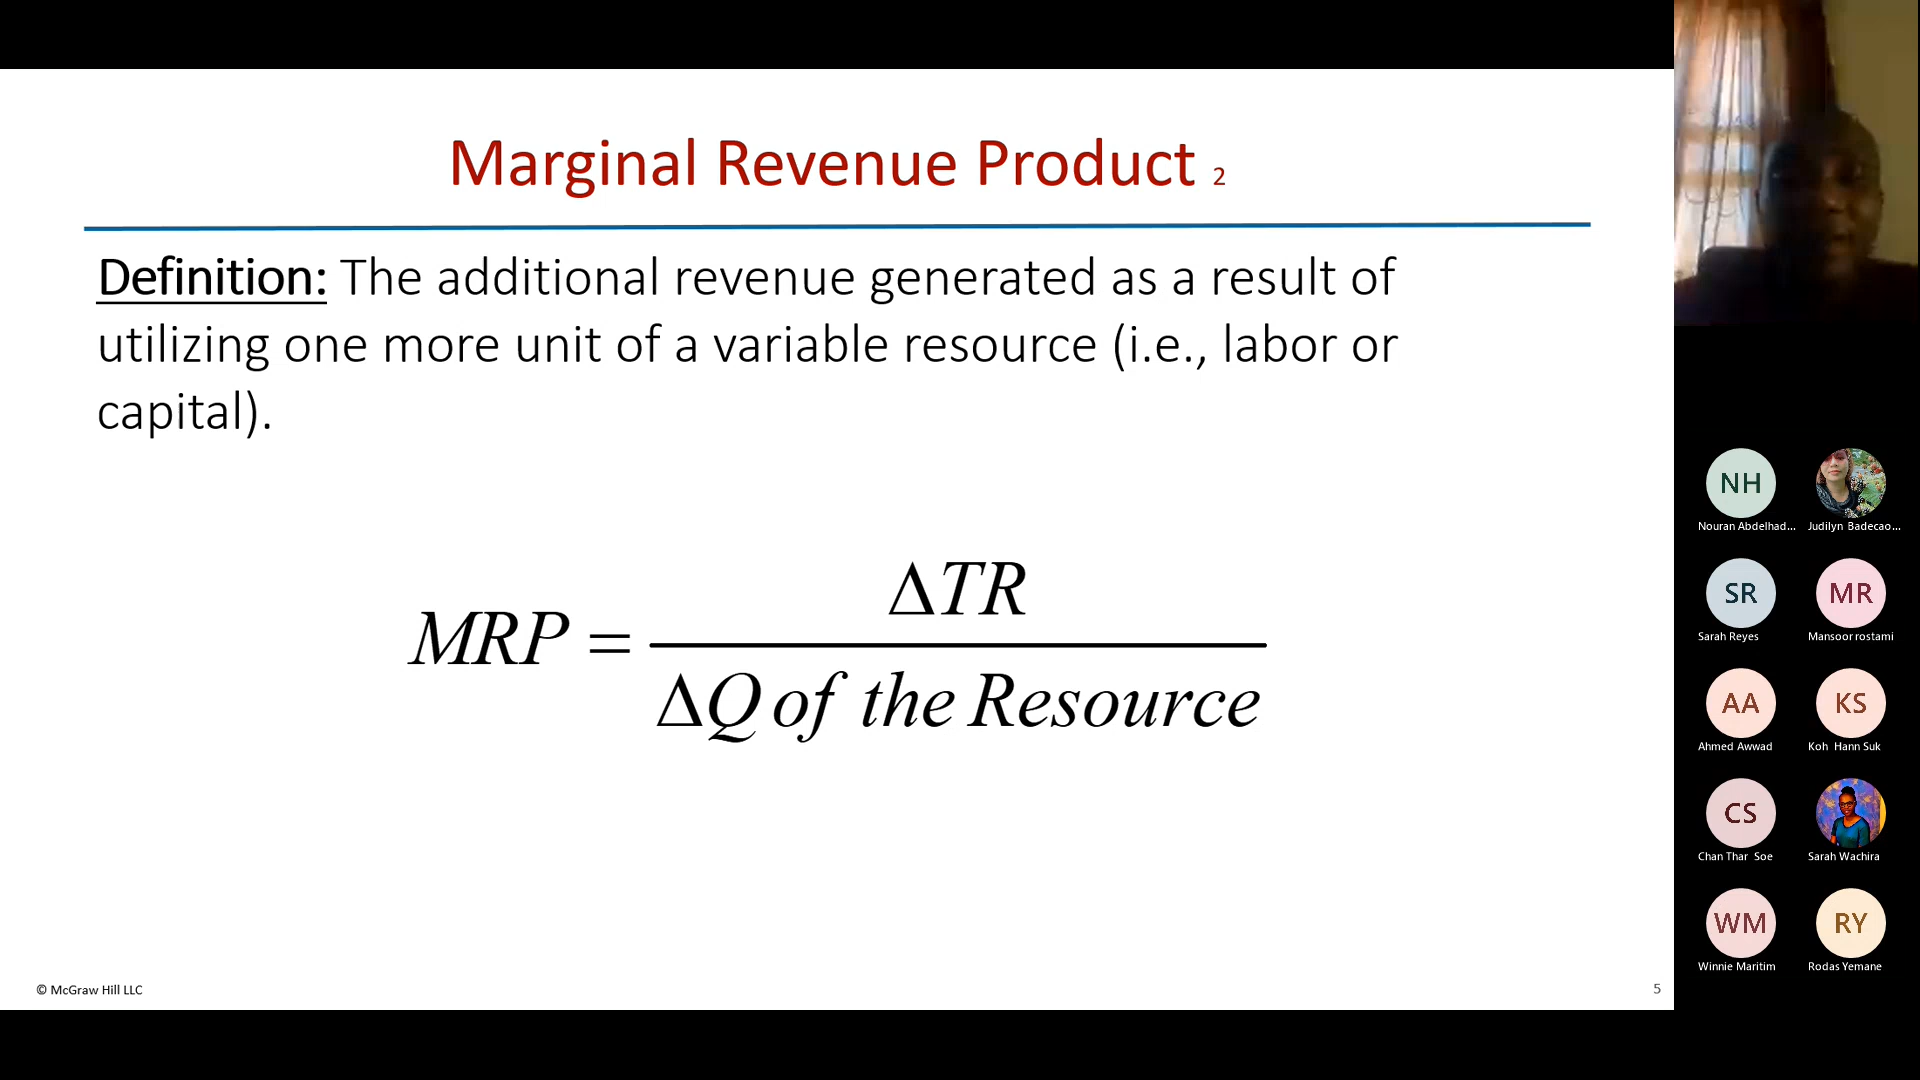 Marginal Revenue Product 2
Definition: The additional revenue generated as a result of
utilizing one more unit of a variable resource (i.e., labor or
capital).
MRP = ΔTR / ΔQ of the Resource
© McGraw Hill LLC
5
NH
Nouran Abdelhad...
Judilyn Badecao...
SR
Sarah Reyes
MR
Mansoor rostami
AA
Ahmed Awwad
KS
Koh Hann Suk
CS
Chan Thar Soe
Sarah Wachira
WM
Winnie Maritim
RY
Rodas Yemane